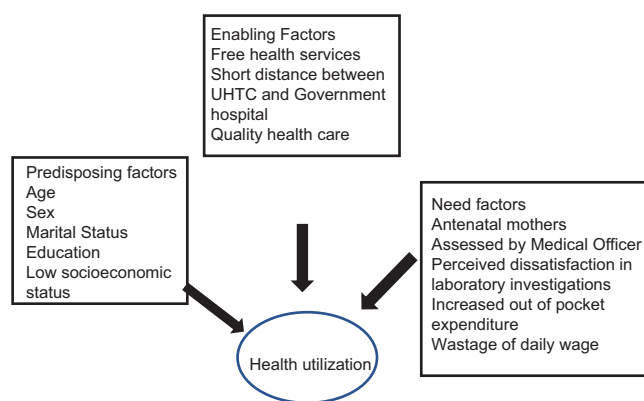 Enabling Factors
Free health services
Short distance between
UHTC and Government
hospital
Quality health care
Predisposing factors
Age
Sex
Marital Status
Education
Low socioeconomic
status
Need factors
Antenatal mothers
Assessed by Medical Officer
Perceived dissatisfaction in
laboratory investigations
Increased out of pocket
expenditure
Wastage of daily wage
Health utilization